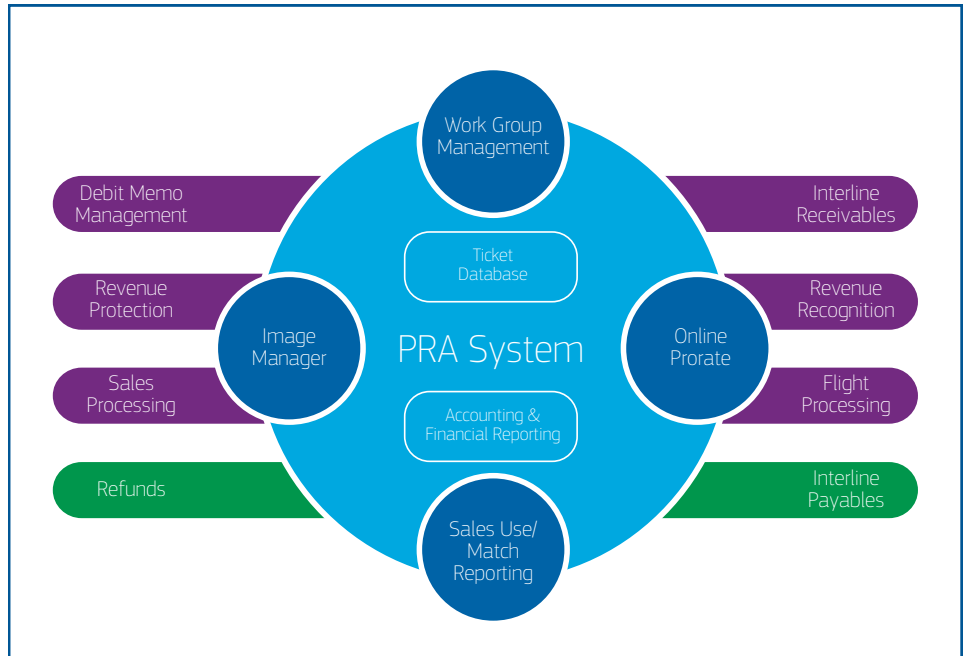 Work Group
Management
Debit Memo
Management
Interline
Receivables
Ticket
Database
Revenue
Protection
Revenue
Recognition
Image
Manager
PRA System
Online
Prorate
Sales
Processing
Flight
Processing
Accounting &
Financial Reporting
Refunds
Interline
Payables
Sales Use/
Match
Reporting